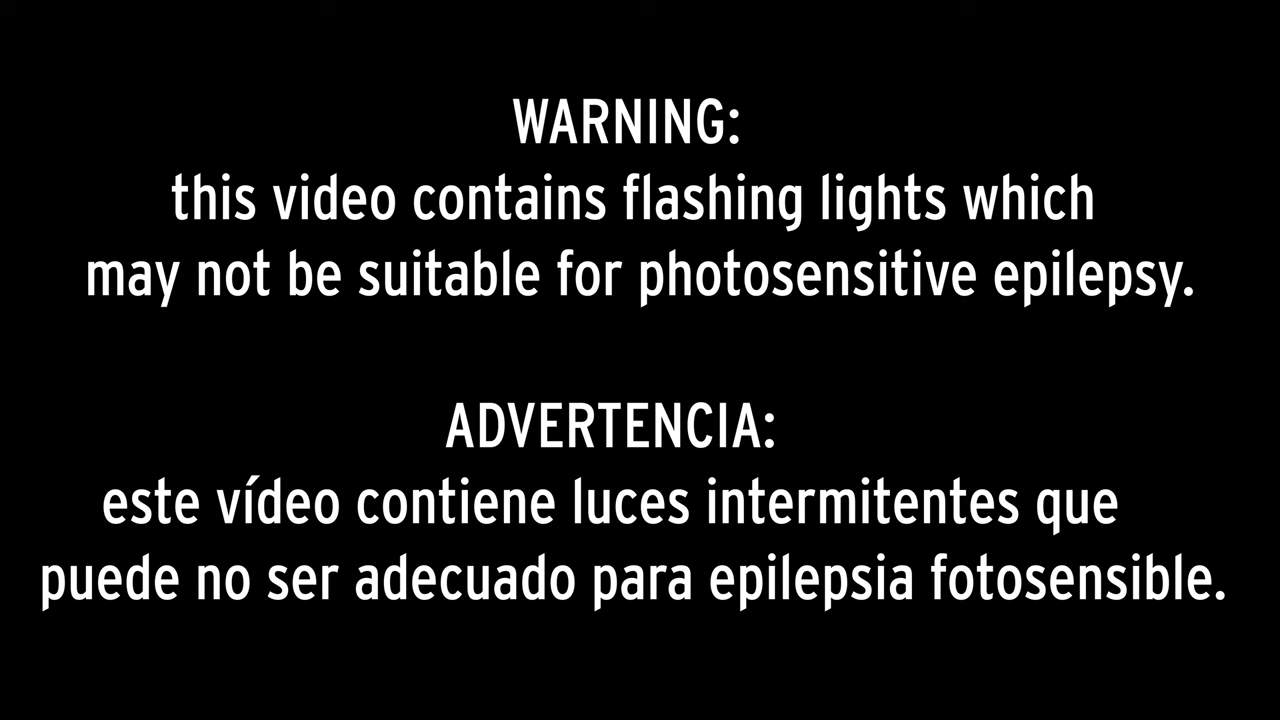 WARNING:
this video contains flashing lights which
may not be suitable for photosensitive epilepsy.
ADVERTENCIA:
este vídeo contiene luces intermitentes que
puede no ser adecuado para epilepsia fotosensible.